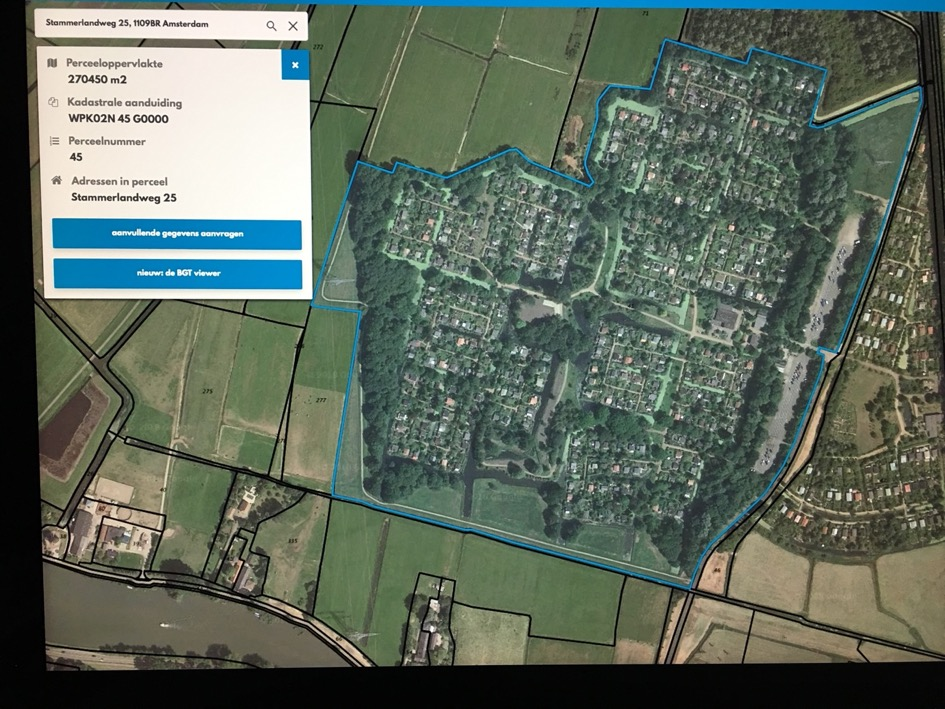 Stammerlandweg 25, 1109BR Amsterdam
Perceeloppervlakte
270450 m2
Kadastrale aanduiding
WPK02N 45 G0000
Perceelnummer
45
Adressen in perceel
Stammerlandweg 25
aanvullende gegevens aanvragen
nieuw: de BGT viewer
272
71
275
277